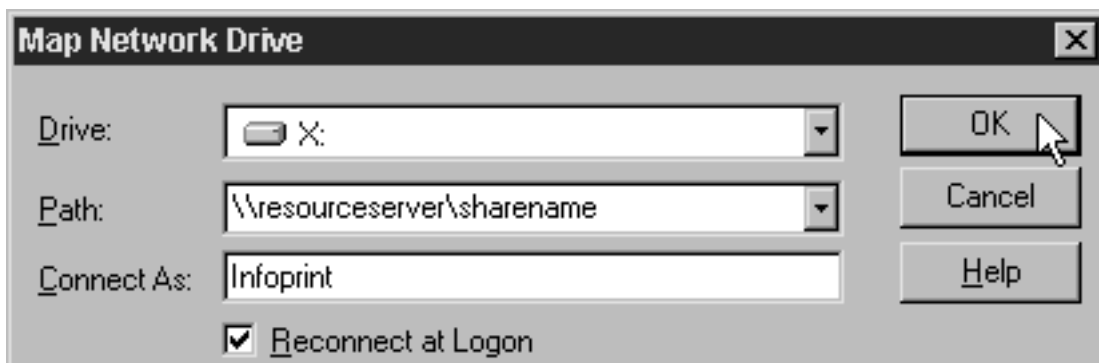 Map Network Drive
Drive: X: OK
Path: \\resourceserver\sharename Cancel
Connect As: Infoprint Help
Reconnect at Logon